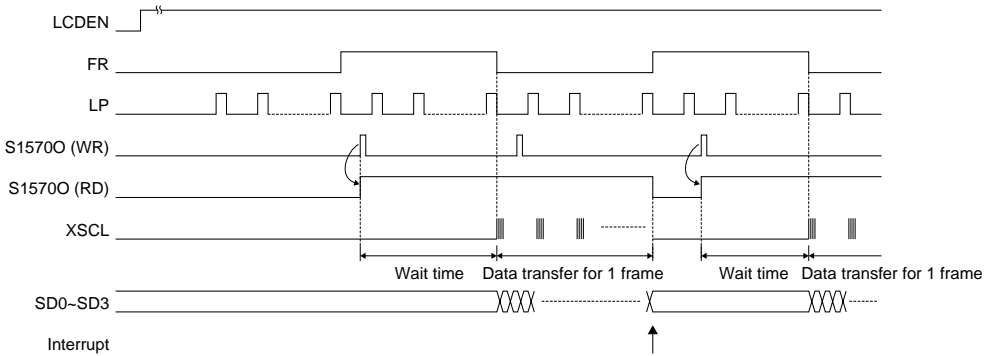 LCDEN
FR
LP
S1570O (WR)
S1570O (RD)
XSCL
Wait time Data transfer for 1 frame Wait time Data transfer for 1 frame
SD0~SD3
Interrupt